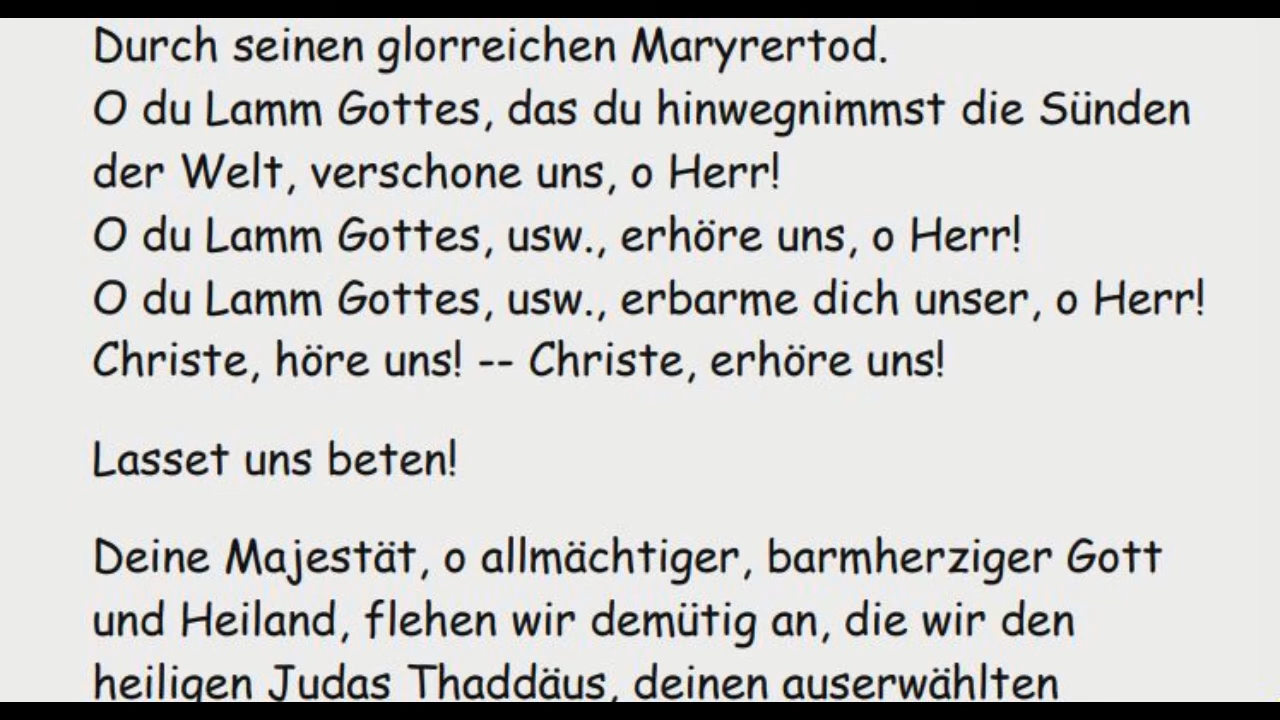 Durch seinen glorreichen Maryrertod.
O du Lamm Gottes, das du hinwegnimmst die Sünden
der Welt, verschone uns, o Herr!
O du Lamm Gottes, usw., erhöre uns, o Herr!
O du Lamm Gottes, usw., erbarme dich unser, o Herr!
Christe, höre uns! -- Christe, erhöre uns!
Lasset uns beten!
Deine Majestät, o allmächtiger, barmherziger Gott
und Heiland, flehen wir demütig an, die wir den
heiligen Judas Thaddäus, deinen auserwählten